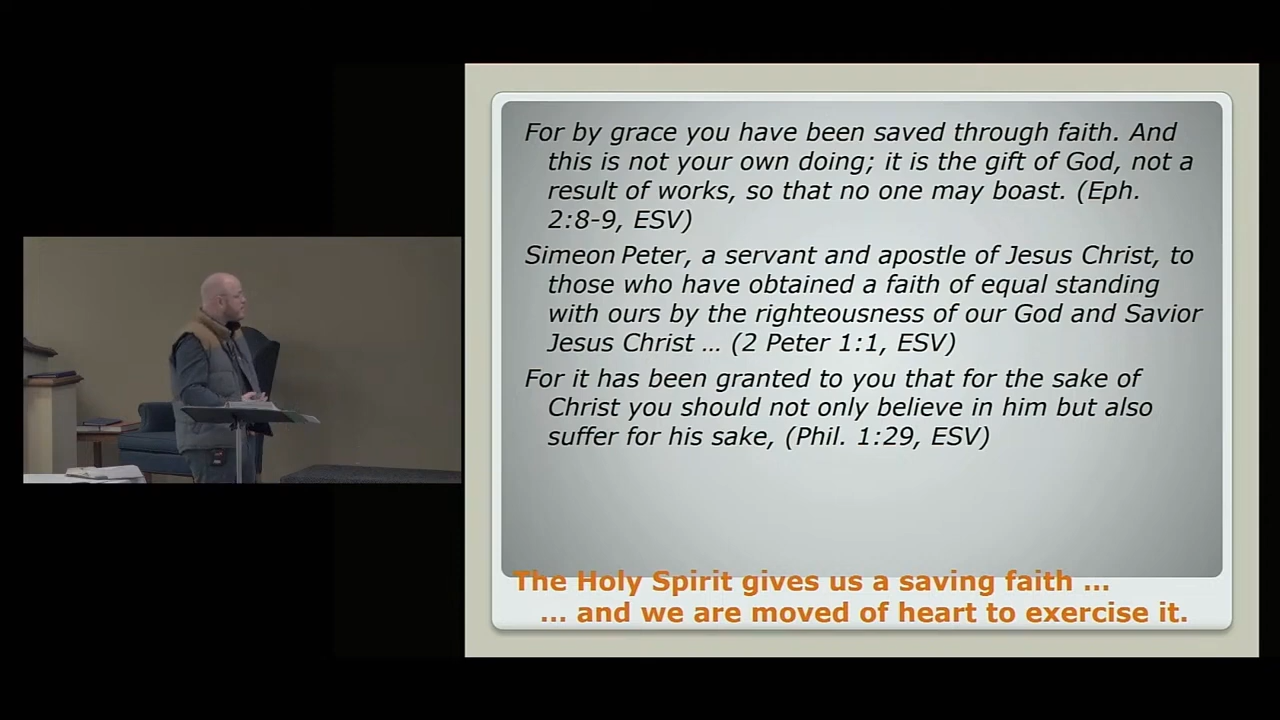 For by grace you have been saved through faith. And
this is not your own doing; it is the gift of God, not a
result of works, so that no one may boast. (Eph.
2:8-9, ESV)
Simeon Peter, a servant and apostle of Jesus Christ, to
those who have obtained a faith of equal standing
with ours by the righteousness of our God and Savior
Jesus Christ … (2 Peter 1:1, ESV)
For it has been granted to you that for the sake of
Christ you should not only believe in him but also
suffer for his sake, (Phil. 1:29, ESV)
The Holy Spirit gives us a saving faith …
… and we are moved of heart to exercise it.